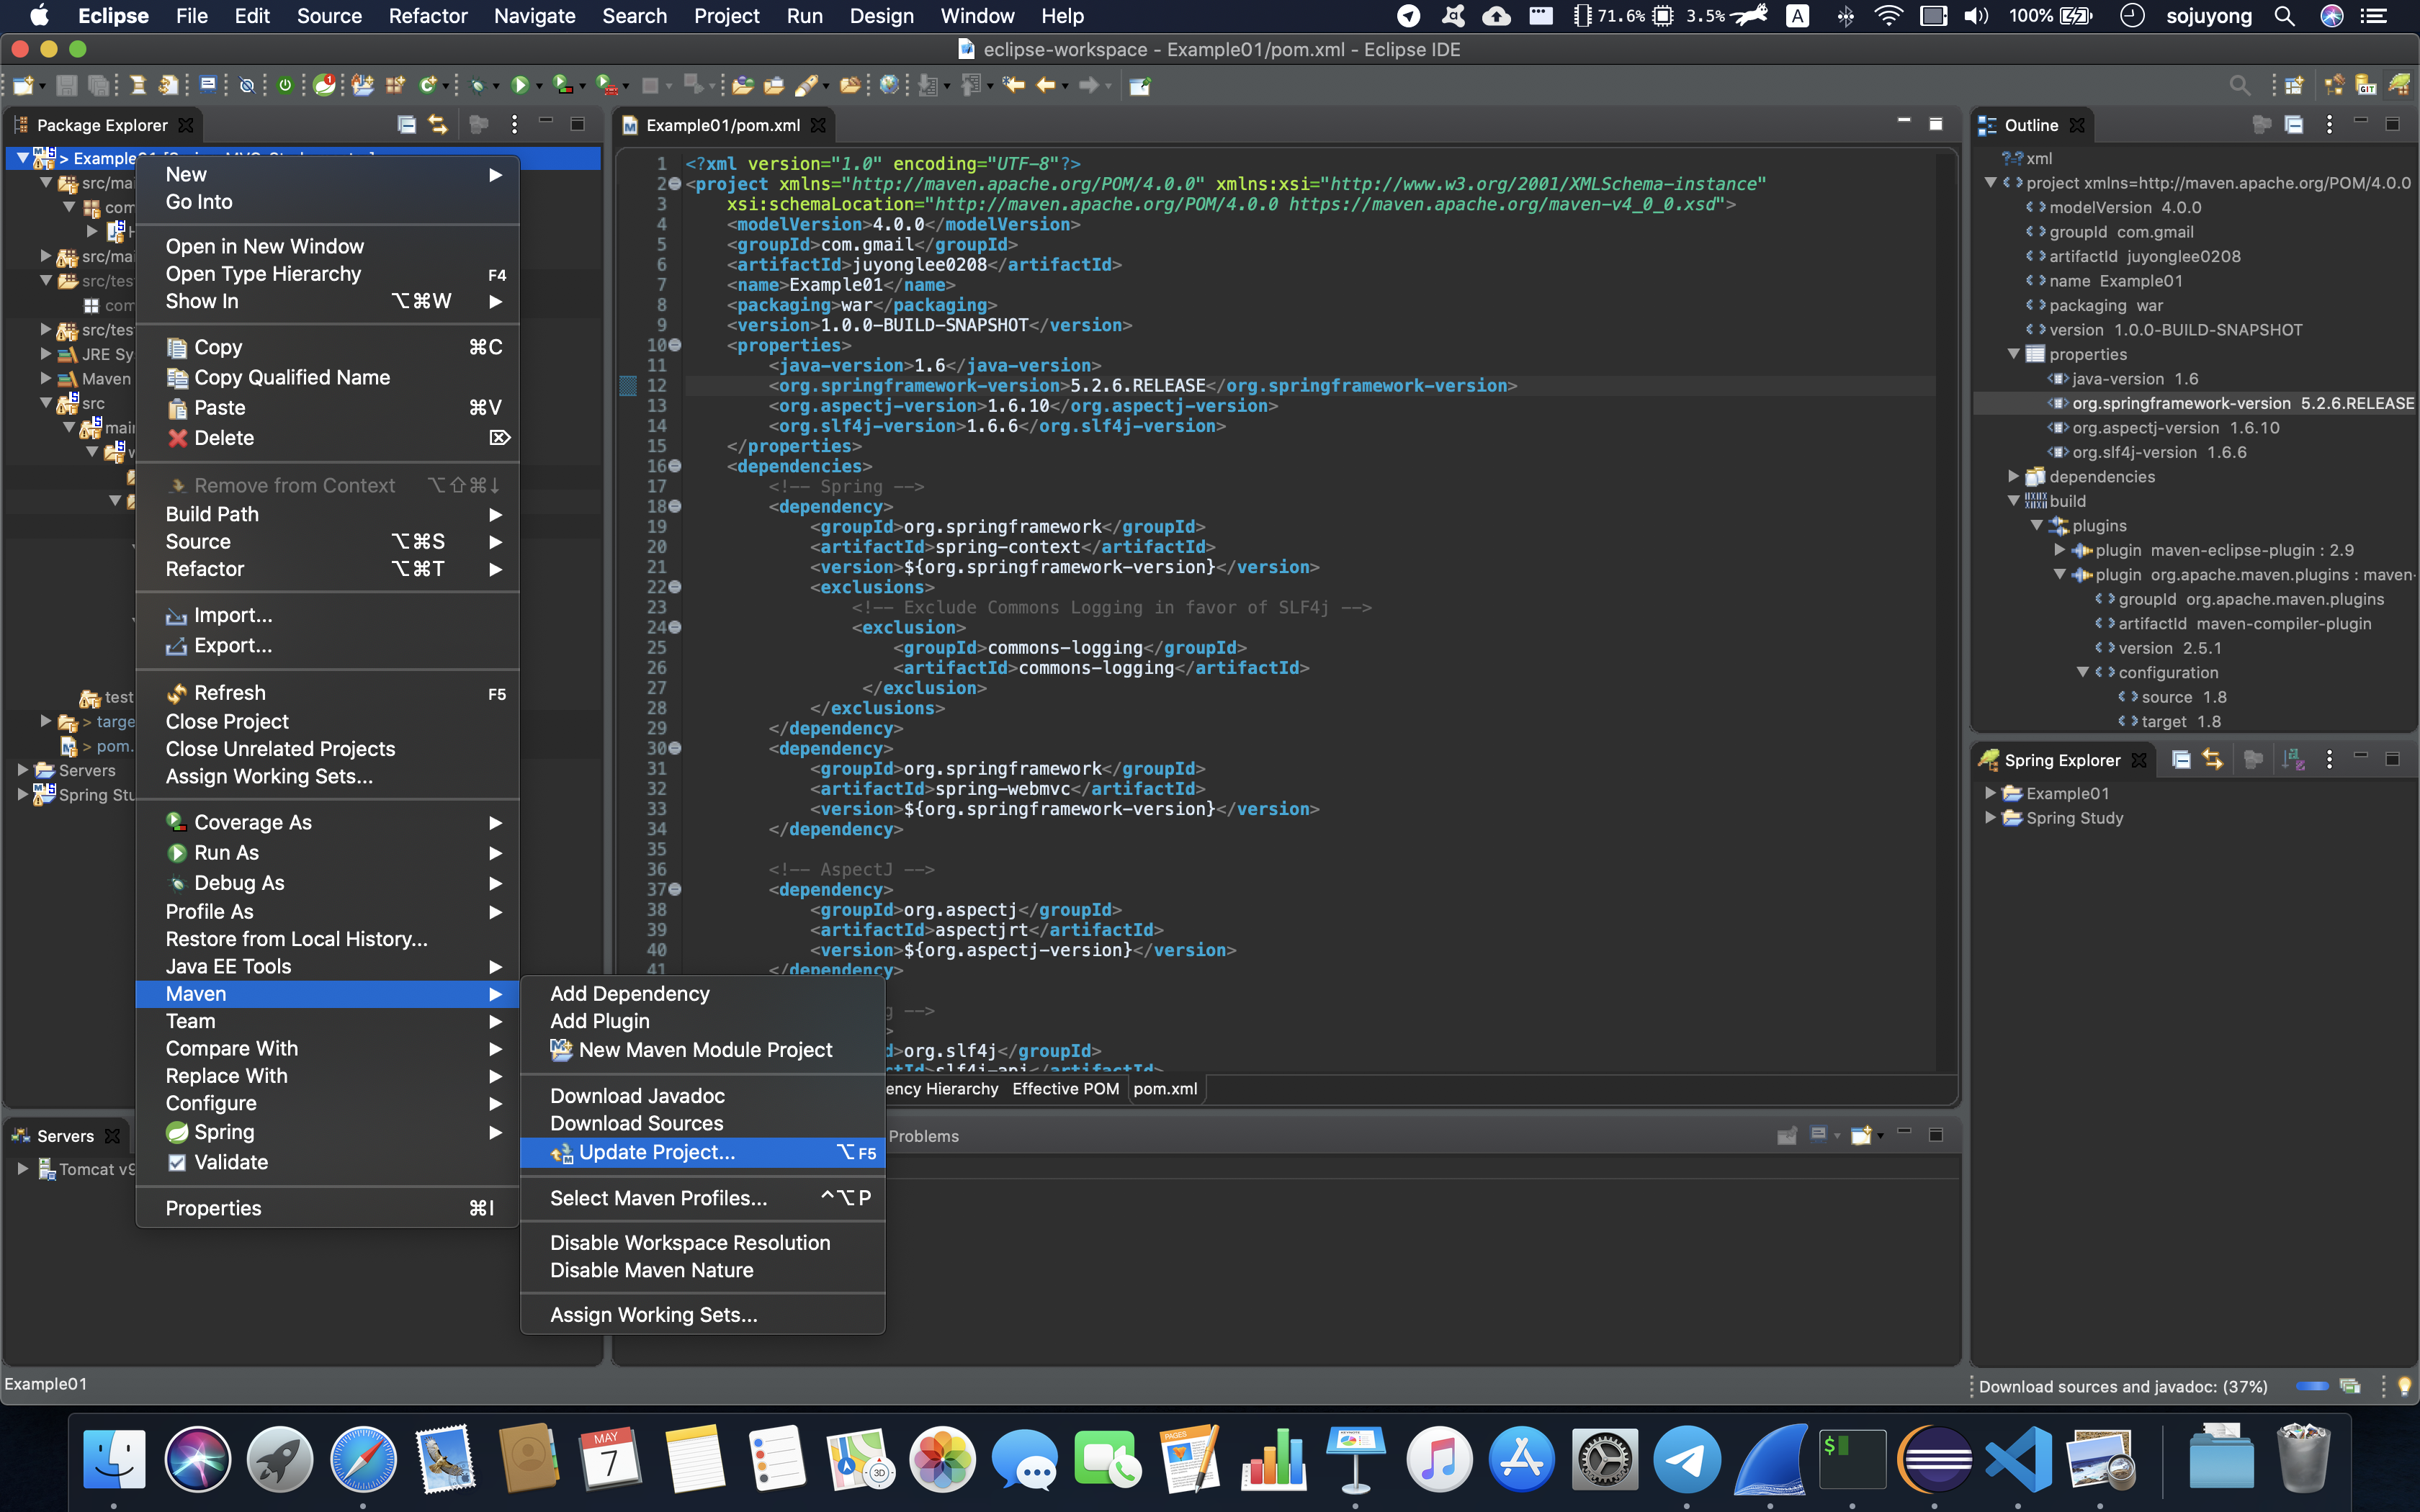 Eclipse File Edit Source Refactor Navigate Search Project Run Design Window Help 71.6% 3.5% A 100% sojuyong
eclipse-workspace - Example01/pom.xml - Eclipse IDE
Package Explorer
src/mai
com
src/mai
src/test
com
src/test
JRE Sy
Maven
src
main
test
> targe
> pom.
Servers
Spring Stu
New
Go Into
Open in New Window
Open Type Hierarchy F4
Show In ⌥⌘W
Copy ⌘C
Copy Qualified Name
Paste ⌘V
Delete ⌦
Remove from Context ⌥⇧⌘↓
Build Path
Source ⌥⌘S
Refactor ⌥⌘T
Import...
Export...
Refresh F5
Close Project
Close Unrelated Projects
Assign Working Sets...
Coverage As
Run As
Debug As
Profile As
Restore from Local History...
Java EE Tools
Maven
Team
Compare With
Replace With
Configure
Spring
Validate
Properties ⌘I
Add Dependency
Add Plugin
New Maven Module Project
Download Javadoc
Download Sources
Update Project... ⌥F5
Select Maven Profiles... ^⌥P
Disable Workspace Resolution
Disable Maven Nature
Assign Working Sets...
Example01/pom.xml
1 <?xml version="1.0" encoding="UTF-8"?>
2 <project xmlns="http://maven.apache.org/POM/4.0.0" xmlns:xsi="http://www.w3.org/2001/XMLSchema-instance"
3 xsi:schemaLocation="http://maven.apache.org/POM/4.0.0 https://maven.apache.org/maven-v4_0_0.xsd">
4 <modelVersion>4.0.0</modelVersion>
5 <groupId>com.gmail</groupId>
6 <artifactId>juyonglee0208</artifactId>
7 <name>Example01</name>
8 <packaging>war</packaging>
9 <version>1.0.0-BUILD-SNAPSHOT</version>
10 <properties>
11 <java-version>1.6</java-version>
12 <org.springframework-version>5.2.6.RELEASE</org.springframework-version>
13 <org.aspectj-version>1.6.10</org.aspectj-version>
14 <org.slf4j-version>1.6.6</org.slf4j-version>
15 </properties>
16 <dependencies>
17 <!-- Spring -->
18 <dependency>
19 <groupId>org.springframework</groupId>
20 <artifactId>spring-context</artifactId>
21 <version>${org.springframework-version}</version>
22 <exclusions>
23 <!-- Exclude Commons Logging in favor of SLF4j -->
24 <exclusion>
25 <groupId>commons-logging</groupId>
26 <artifactId>commons-logging</artifactId>
27 </exclusion>
28 </exclusions>
29 </dependency>
30 <dependency>
31 <groupId>org.springframework</groupId>
32 <artifactId>spring-webmvc</artifactId>
33 <version>${org.springframework-version}</version>
34 </dependency>
35
36 <!-- AspectJ -->
37 <dependency>
38 <groupId>org.aspectj</groupId>
39 <artifactId>aspectjrt</artifactId>
40 <version>${org.aspectj-version}</version>
41 </dependency>
g -->
>
d>org.slf4j</groupId>
ctId>slf4j-api</artifactId>
ency Hierarchy Effective POM pom.xml
Servers
Tomcat v9
Problems
Outline
xml
project xmlns=http://maven.apache.org/POM/4.0.0
modelVersion 4.0.0
groupId com.gmail
artifactId juyonglee0208
name Example01
packaging war
version 1.0.0-BUILD-SNAPSHOT
properties
java-version 1.6
org.springframework-version 5.2.6.RELEASE
org.aspectj-version 1.6.10
org.slf4j-version 1.6.6
dependencies
build
plugins
plugin maven-eclipse-plugin : 2.9
plugin org.apache.maven.plugins : maven-
groupId org.apache.maven.plugins
artifactId maven-compiler-plugin
version 2.5.1
configuration
source 1.8
target 1.8
Spring Explorer
Example01
Spring Study
Example01
Download sources and javadoc: (37%)
MAY
7
3D
PAGES
$